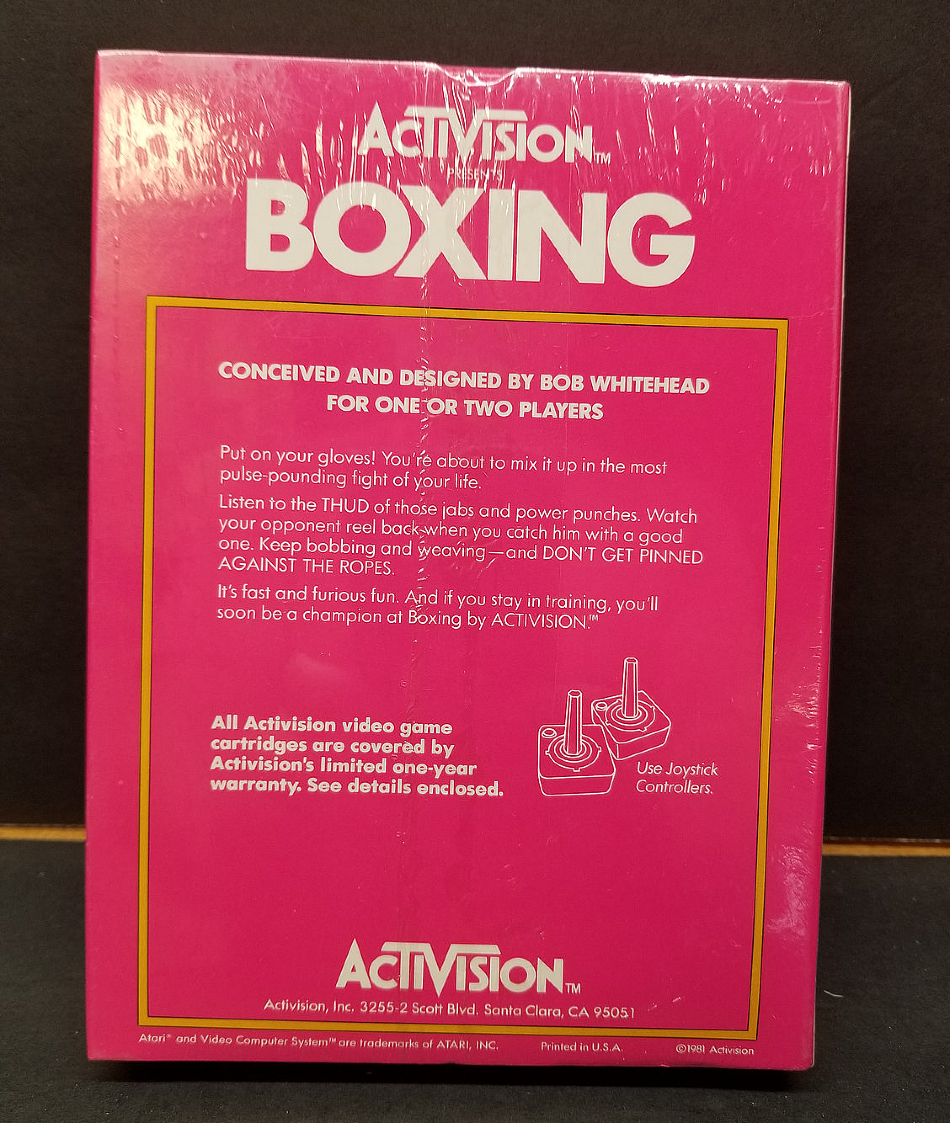 ACTIVISION™
PRESENTS
BOXING
CONCEIVED AND DESIGNED BY BOB WHITEHEAD
FOR ONE OR TWO PLAYERS
Put on your gloves! You're about to mix it up in the most
pulse-pounding fight of your life.
Listen to the THUD of those jabs and power punches. Watch
your opponent reel back when you catch him with a good
one. Keep bobbing and weaving—and DON'T GET PINNED
AGAINST THE ROPES.
It's fast and furious fun. And if you stay in training, you'll
soon be a champion at Boxing by ACTIVISION.™
All Activision video game
cartridges are covered by
Activision's limited one-year
warranty. See details enclosed.
Use Joystick
Controllers.
ACTIVISION™
Activision, Inc. 3255-2 Scott Blvd. Santa Clara, CA 95051
Atari® and Video Computer System™ are trademarks of ATARI, INC. Printed in U.S.A. ©1981 Activision